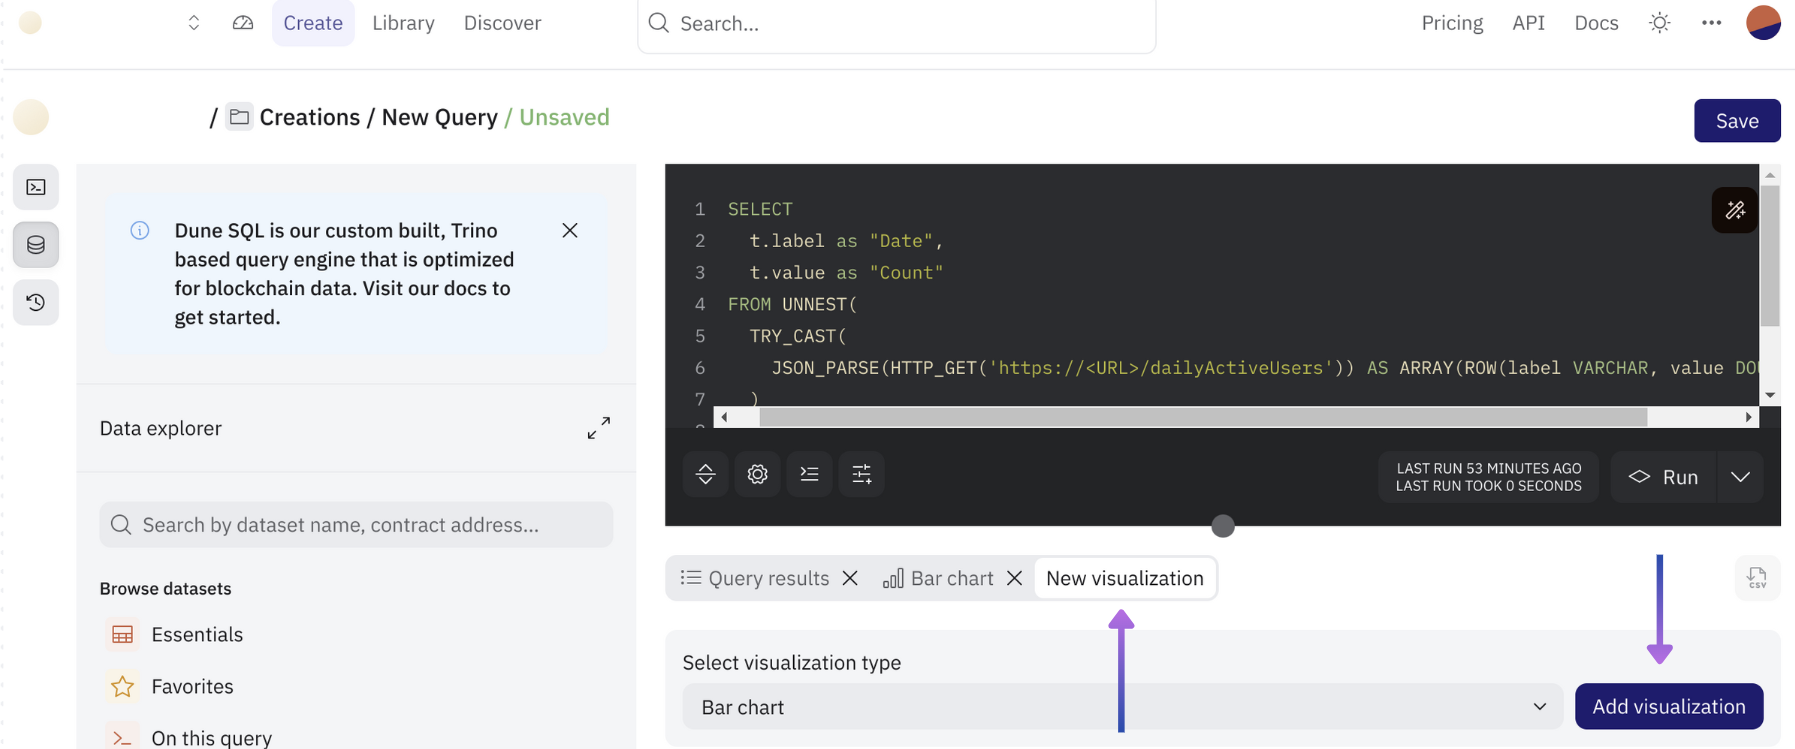 Create Library Discover Search... Pricing API Docs
/ Creations / New Query / Unsaved
Save
Dune SQL is our custom built, Trino
based query engine that is optimized
for blockchain data. Visit our docs to
get started.
Data explorer
Search by dataset name, contract address...
Browse datasets
Essentials
Favorites
On this query
1 SELECT
2 t.label as "Date",
3 t.value as "Count"
4 FROM UNNEST(
5 TRY_CAST(
6 JSON_PARSE(HTTP_GET('https://<URL>/dailyActiveUsers')) AS ARRAY(ROW(label VARCHAR, value
7 )
LAST RUN 53 MINUTES AGO
LAST RUN TOOK 0 SECONDS
Run
Query results Bar chart New visualization
CSV
Select visualization type
Bar chart
Add visualization